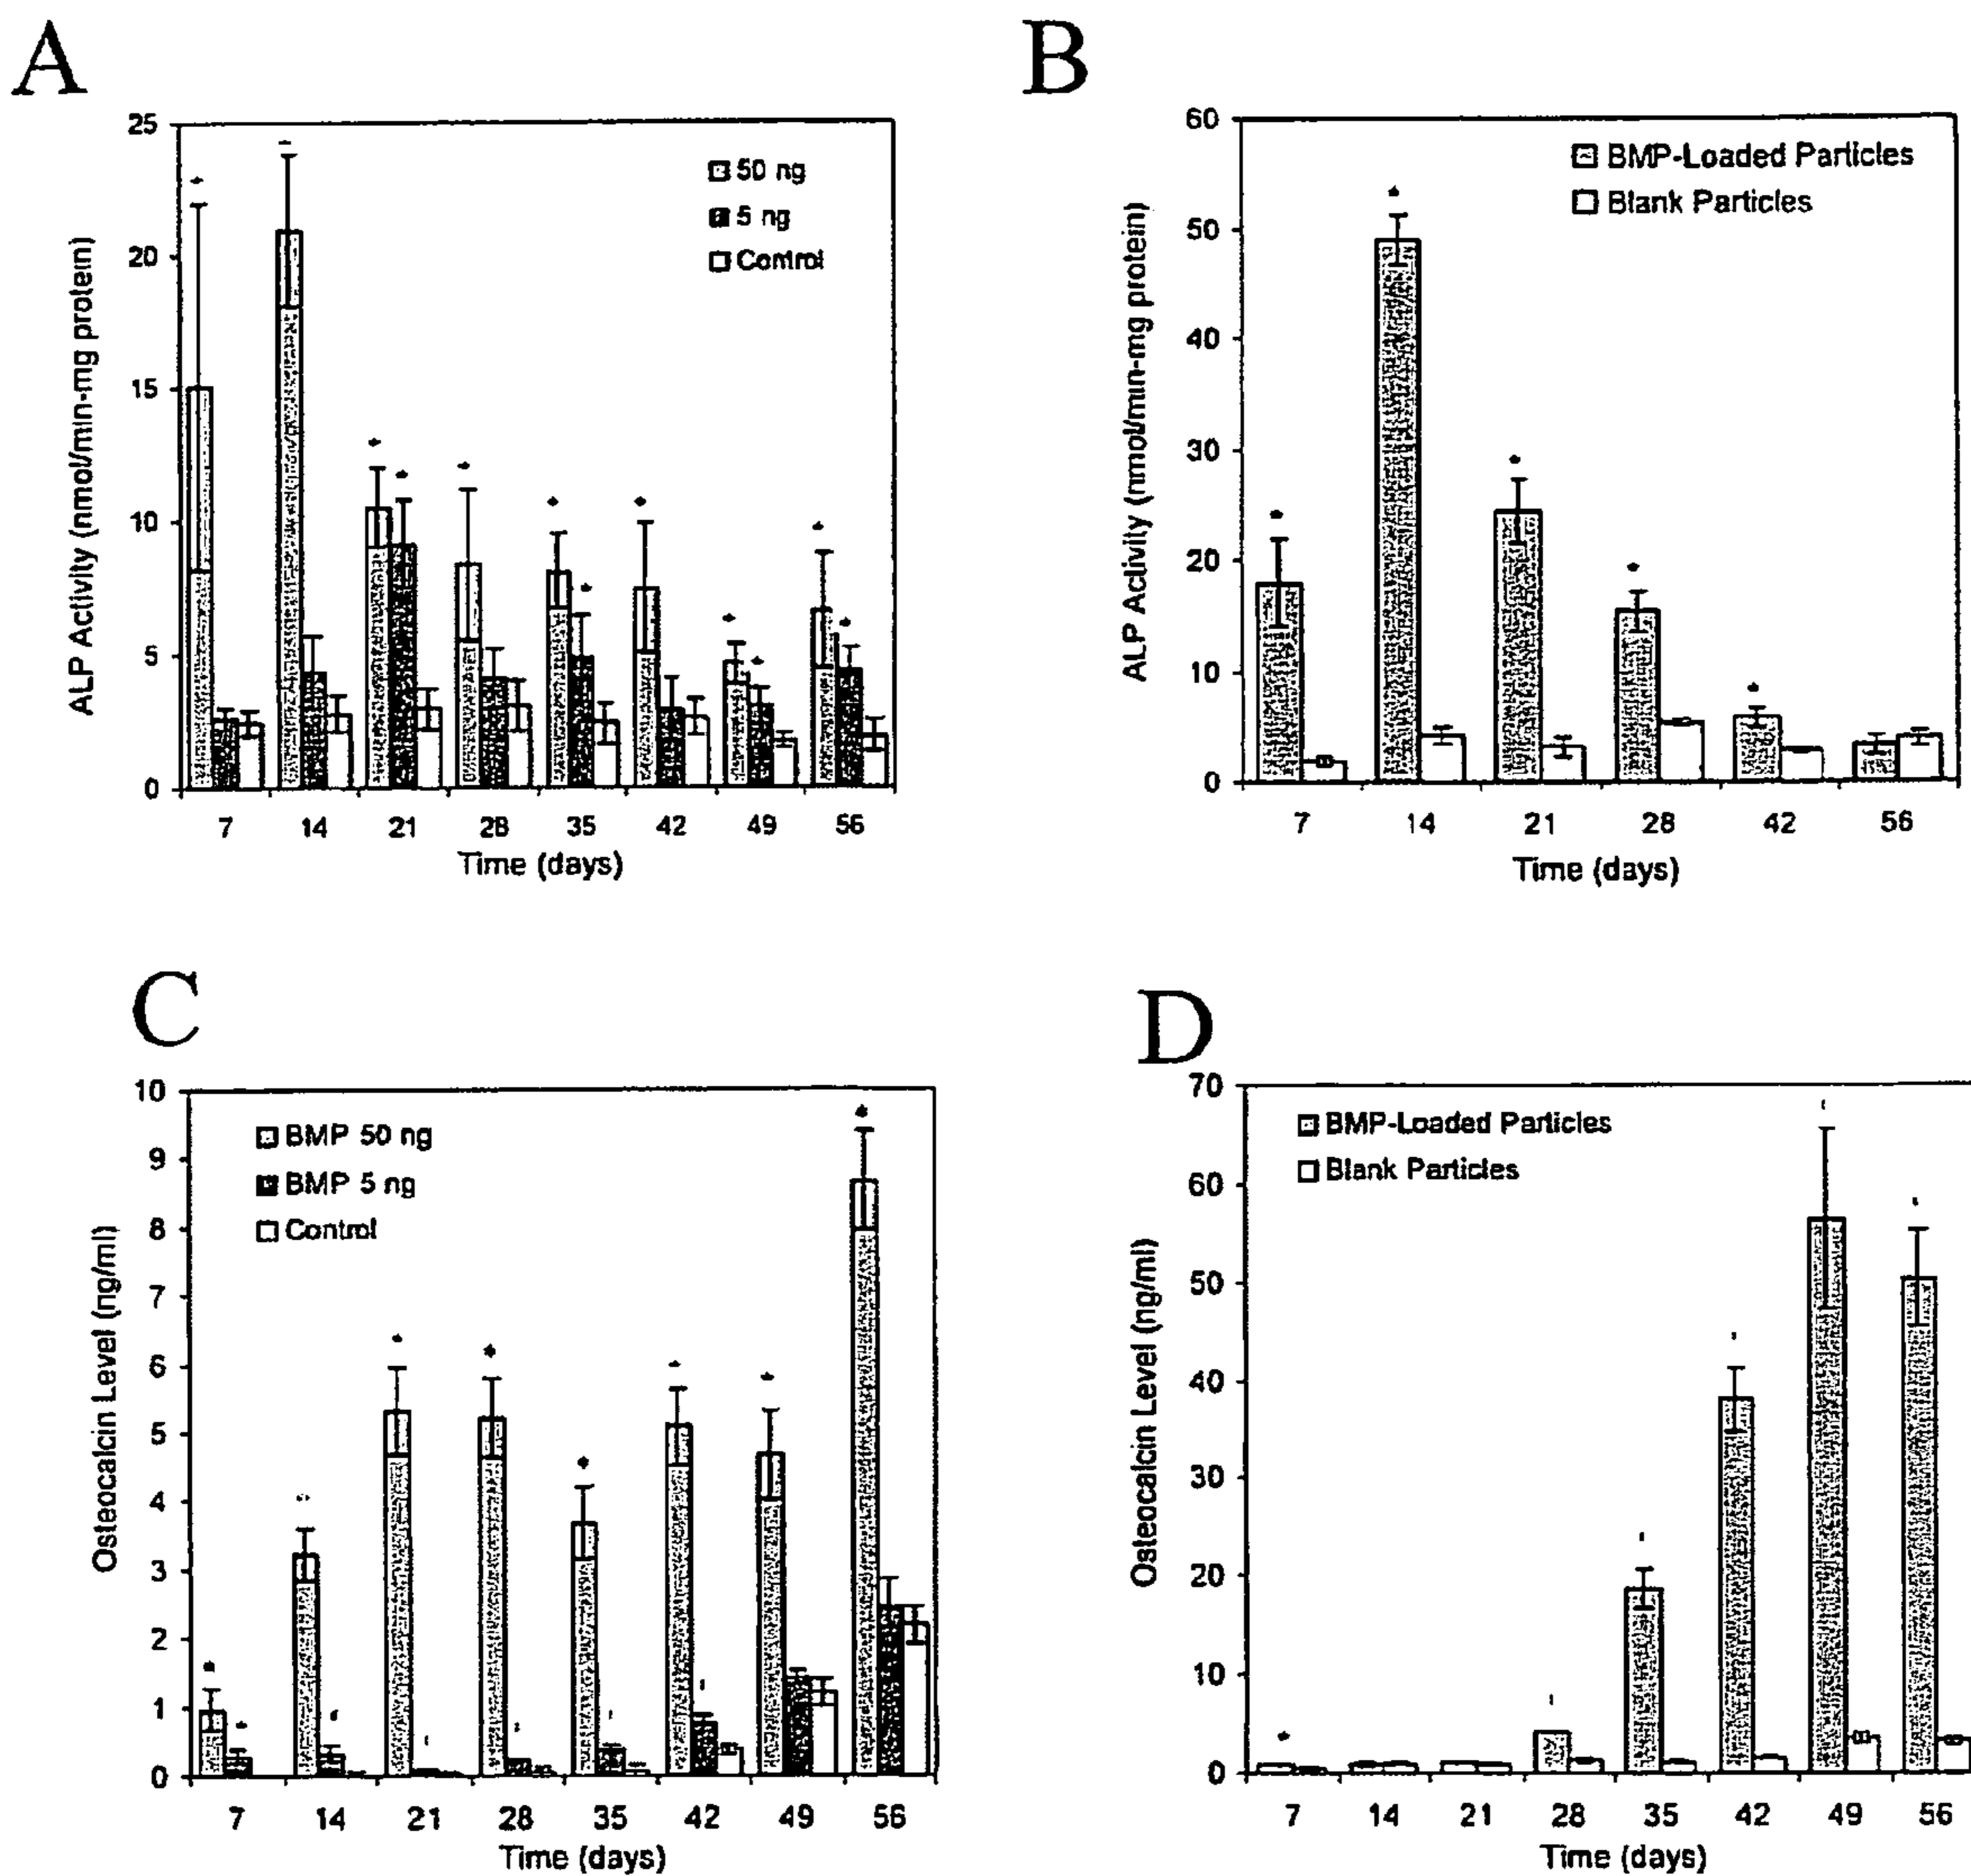 A
25
20
15
10
5
0
ALP Activity (nmol/min-mg protein)
50 ng
5 ng
Control
7 14 21 28 35 42 49 56
Time (days)
B
60
50
40
30
20
10
0
ALP Activity (nmol/min-mg protein)
BMP-Loaded Particles
Blank Particles
7 14 21 28 42 56
Time (days)
C
10
9
8
7
6
5
4
3
2
1
0
Osteocalcin Level (ng/ml)
BMP 50 ng
BMP 5 ng
Control
7 14 21 28 35 42 49 56
Time (days)
D
70
60
50
40
30
20
10
0
Osteocalcin Level (ng/ml)
BMP-Loaded Particles
Blank Particles
7 14 21 28 35 42 49 56
Time (days)